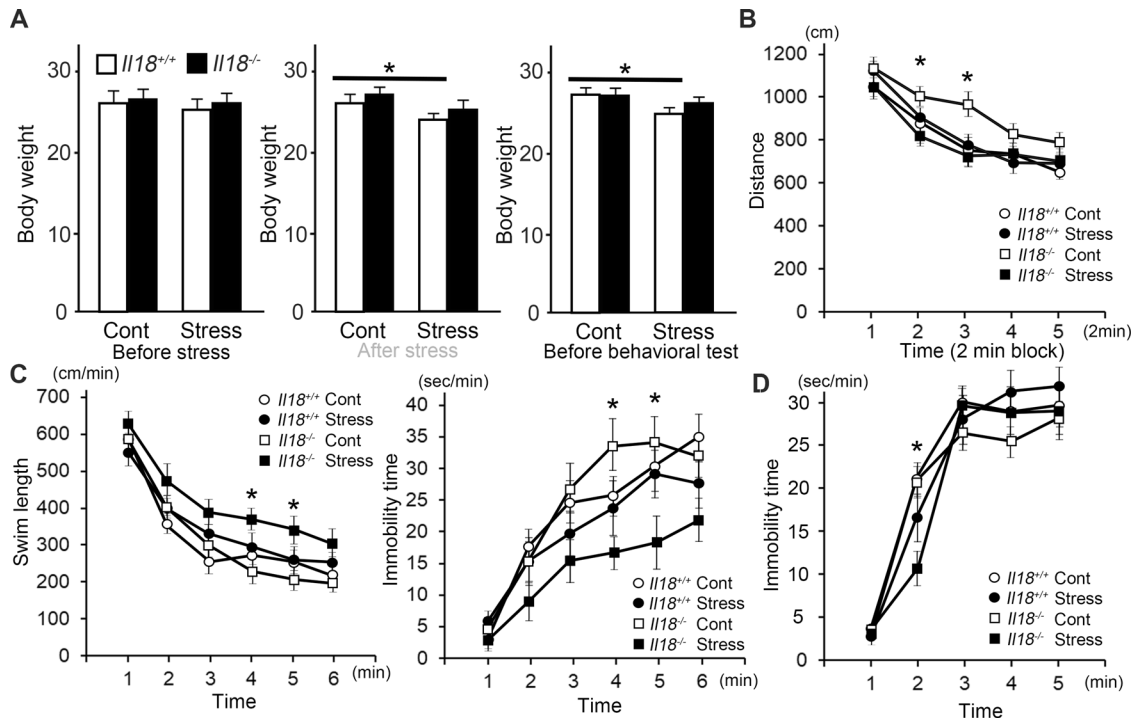 A
Il18+/+ Il18-/-
Body weight
30
20
10
0
Cont Stress
Before stress
*
Body weight
30
20
10
0
Cont Stress
After stress
*
Body weight
30
20
10
0
Cont Stress
Before behavioral test
B
(cm)
Distance
1200
1000
800
600
400
200
0
* *
Il18+/+ Cont
Il18+/+ Stress
Il18-/- Cont
Il18-/- Stress
1 2 3 4 5 (2min)
Time (2 min block)
C
(cm/min)
Swim length
700
600
500
400
300
200
100
0
Il18+/+ Cont
Il18+/+ Stress
Il18-/- Cont
Il18-/- Stress
* *
1 2 3 4 5 6 (min)
Time
(sec/min)
Immobility time
40
35
30
25
20
15
10
5
0
* *
Il18+/+ Cont
Il18+/+ Stress
Il18-/- Cont
Il18-/- Stress
1 2 3 4 5 6 (min)
Time
D
(sec/min)
Immobility time
30
25
20
15
10
5
0
*
Il18+/+ Cont
Il18+/+ Stress
Il18-/- Cont
Il18-/- Stress
1 2 3 4 5 (min)
Time